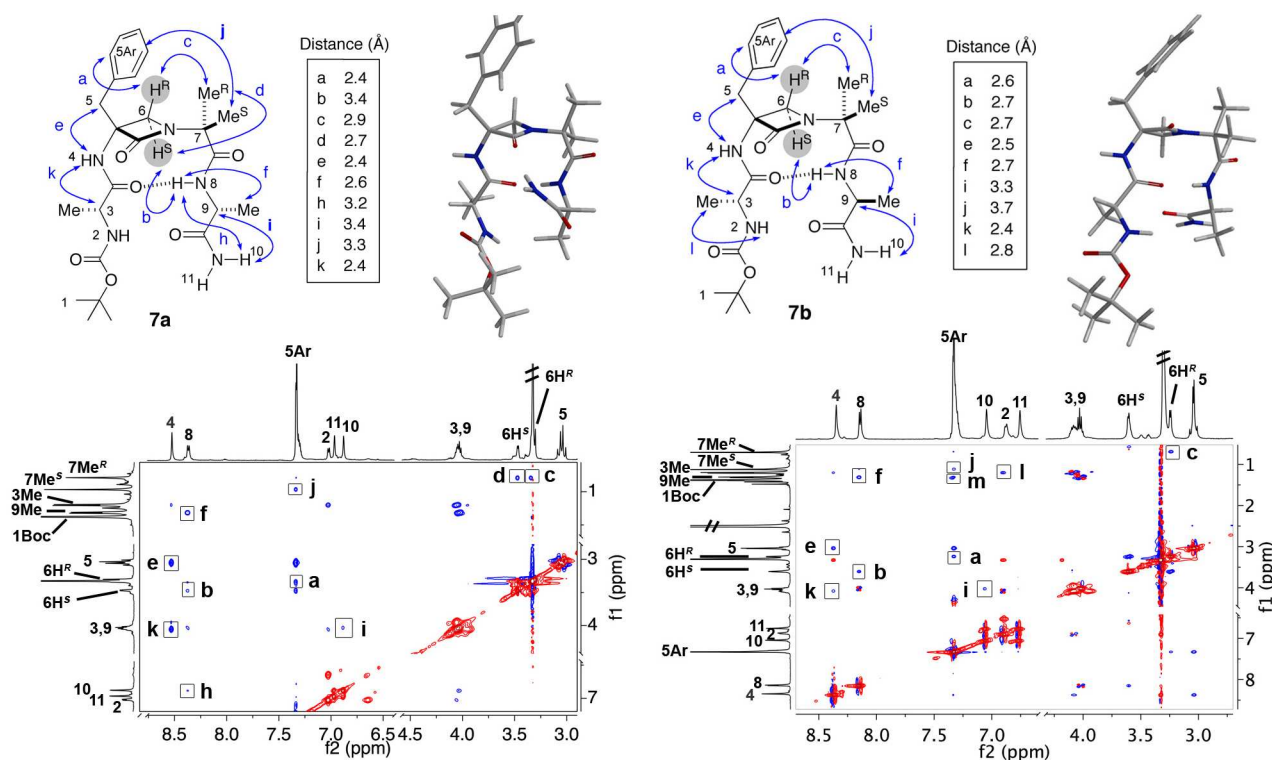 Distance (Å)
a 2.4
b 3.4
c 2.9
d 2.7
e 2.4
f 2.6
h 3.2
i 3.4
j 3.3
k 2.4
5Ar
j
c
a
d
H^R
Me^R
5
6
Me^S
e
N
7
4
HN
O
H^S
O
k
O
H
N
8
f
Me
3
b
9
Me
2
NH
O
h
i
O
O
N
H
10
11
H
1
7a
Distance (Å)
a 2.6
b 2.7
c 2.7
e 2.5
f 2.7
i 3.3
j 3.7
k 2.4
l 2.8
5Ar
j
c
a
H^R
Me^R
5
6
Me^S
e
N
7
4
HN
O
H^S
O
k
O
H
N
8
f
Me
3
b
9
Me
2
NH
l
O
i
O
O
N
H
10
11
H
1
7b
5Ar
6H^R
4
8
2
11
10
3,9
6H^S
5
7Me^R
7Me^S
3Me
9Me
1Boc
5
6H^R
6H^S
3,9
10
11
2
d
c
j
f
e
a
b
k
i
h
1
3
4
7
f1 (ppm)
8.5 8.0 7.5 7.0 6.5 4.5 4.0 3.5 3.0
f2 (ppm)
5Ar
4
8
10
2
11
3,9
6H^S
6H^R
5
7Me^R
7Me^S
3Me
9Me
1Boc
5
6H^R
6H^S
3,9
11
2
10
5Ar
8
4
c
j
f
m
l
e
a
b
k
i
1
2
3
4
7
8
f1 (ppm)
8.5 8.0 7.5 7.0 4.0 3.5 3.0
f2 (ppm)